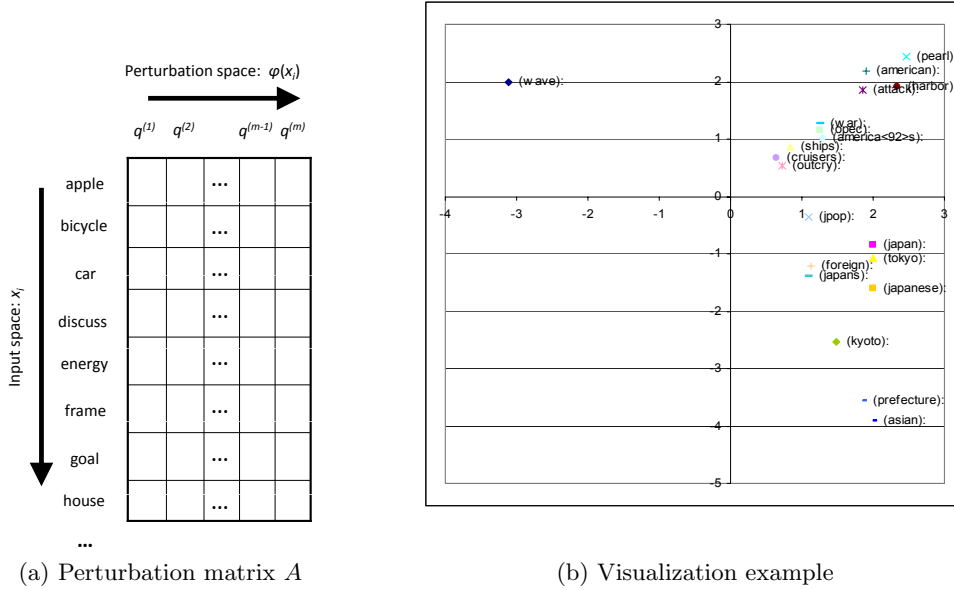 Perturbation space: φ(xᵢ)
q⁽¹⁾ q⁽²⁾ q⁽ᵐ⁻¹⁾ q⁽ᵐ⁾
Input space: xᵢ
apple ...
bicycle ...
car ...
discuss ...
energy ...
frame ...
goal ...
house ...
...
(a) Perturbation matrix A
3
2
1
0
-1
-2
-3
-4
-5
-4 -3 -2 -1 0 1 2 3
(pearl)
(american):
(w ave):
(attack):
(harbor)
(w ar):
(opec):
(america<92>s):
(ships):
(cruisers):
(outcry):
(jpop):
(japan):
(tokyo):
(foreign):
(japans):
(japanese):
(kyoto):
(prefecture):
(asian):
(b) Visualization example